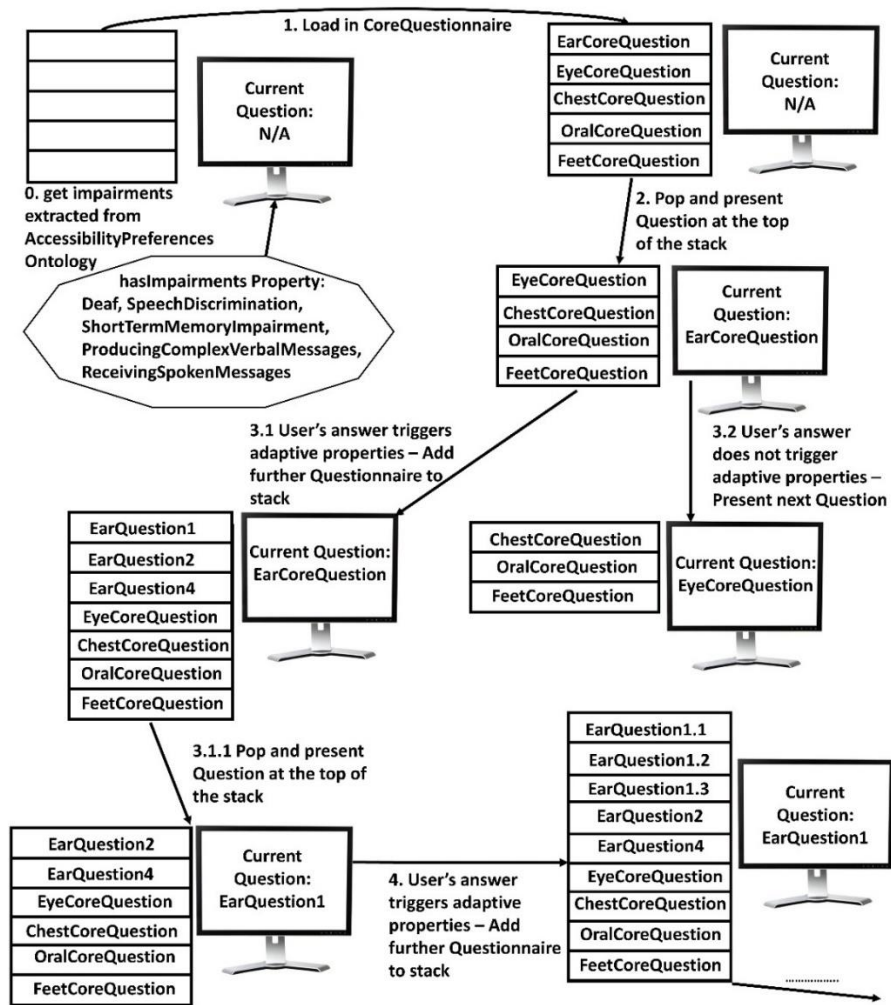 1. Load in CoreQuestionnaire
Current
Question:
N/A
EarCoreQuestion
EyeCoreQuestion
ChestCoreQuestion
OralCoreQuestion
FeetCoreQuestion
Current
Question:
N/A
0. get impairments
extracted from
AccessibilityPreferences
Ontology
hasImpairments Property:
Deaf, SpeechDiscrimination,
ShortTermMemoryImpairment,
ProducingComplexVerbalMessages,
ReceivingSpokenMessages
2. Pop and present
Question at the top
of the stack
EyeCoreQuestion
ChestCoreQuestion
OralCoreQuestion
FeetCoreQuestion
Current
Question:
EarCoreQuestion
3.1 User’s answer triggers
adaptive properties – Add
further Questionnaire to
stack
3.2 User’s answer
does not trigger
adaptive properties –
Present next Question
EarQuestion1
EarQuestion2
EarQuestion4
EyeCoreQuestion
ChestCoreQuestion
OralCoreQuestion
FeetCoreQuestion
Current Question:
EarCoreQuestion
ChestCoreQuestion
OralCoreQuestion
FeetCoreQuestion
Current Question:
EyeCoreQuestion
3.1.1 Pop and present
Question at the top of
the stack
EarQuestion2
EarQuestion4
EyeCoreQuestion
ChestCoreQuestion
OralCoreQuestion
FeetCoreQuestion
Current
Question:
EarQuestion1
4. User’s answer
triggers adaptive
properties – Add
further Questionnaire
to stack
EarQuestion1.1
EarQuestion1.2
EarQuestion1.3
EarQuestion2
EarQuestion4
EyeCoreQuestion
ChestCoreQuestion
OralCoreQuestion
FeetCoreQuestion
Current
Question:
EarQuestion1
.................